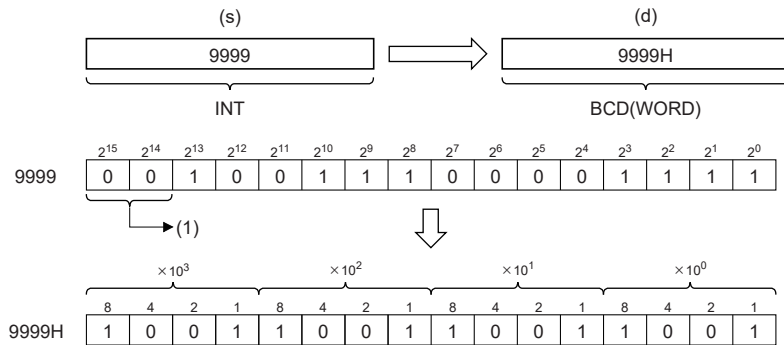 (s) (d)
9999 9999H
INT BCD(WORD)
2¹⁵ 2¹⁴ 2¹³ 2¹² 2¹¹ 2¹⁰ 2⁹ 2⁸ 2⁷ 2⁶ 2⁵ 2⁴ 2³ 2² 2¹ 2⁰
9999 0 0 1 0 0 1 1 1 0 0 0 0 1 1 1 1
(1)
×10³ ×10² ×10¹ ×10⁰
8 4 2 1 8 4 2 1 8 4 2 1 8 4 2 1
9999H 1 0 0 1 1 0 0 1 1 0 0 1 1 0 0 1